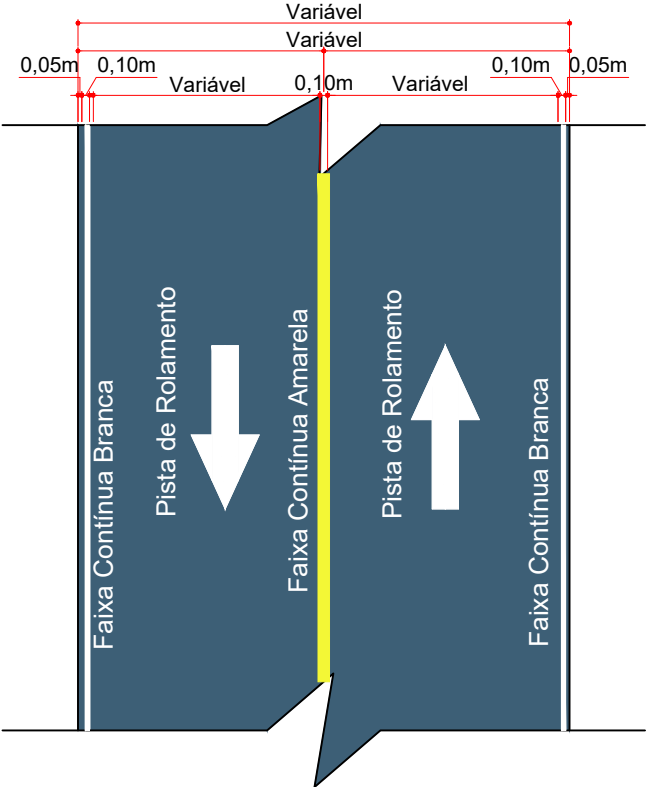 Variável
Variável
0,05m
0,10m
Variável
0,10m
Variável
0,10m
0,05m
Faixa Contínua Branca
Pista de Rolamento
Faixa Contínua Amarela
Pista de Rolamento
Faixa Contínua Branca